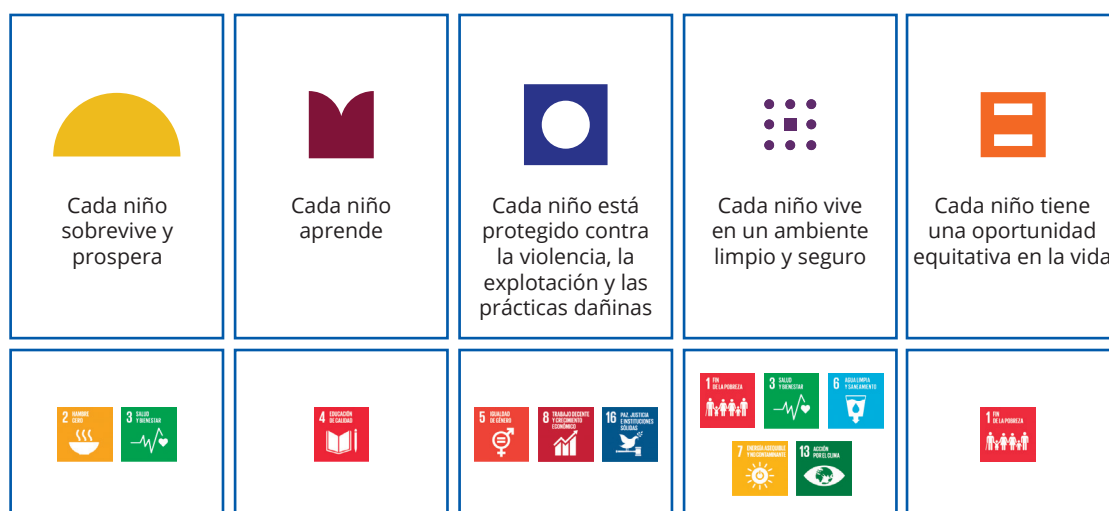 Cada niño
sobrevive y
prospera
Cada niño
aprende
Cada niño está
protegido contra
la violencia, la
explotación y las
prácticas dañinas
Cada niño vive
en un ambiente
limpio y seguro
Cada niño tiene
una oportunidad
equitativa en la vida
2 HAMBRE
CERO
3 SALUD
Y BIENESTAR
4 EDUCACIÓN
DE CALIDAD
5 IGUALDAD
DE GÉNERO
8 TRABAJO DECENTE
Y CRECIMIENTO
ECONÓMICO
16 PAZ, JUSTICIA
E INSTITUCIONES
SÓLIDAS
1 FIN
DE LA POBREZA
3 SALUD
Y BIENESTAR
6 AGUA LIMPIA
Y SANEAMIENTO
7 ENERGÍA ASEQUIBLE
Y NO CONTAMINANTE
13 ACCIÓN
POR EL CLIMA
1 FIN
DE LA POBREZA